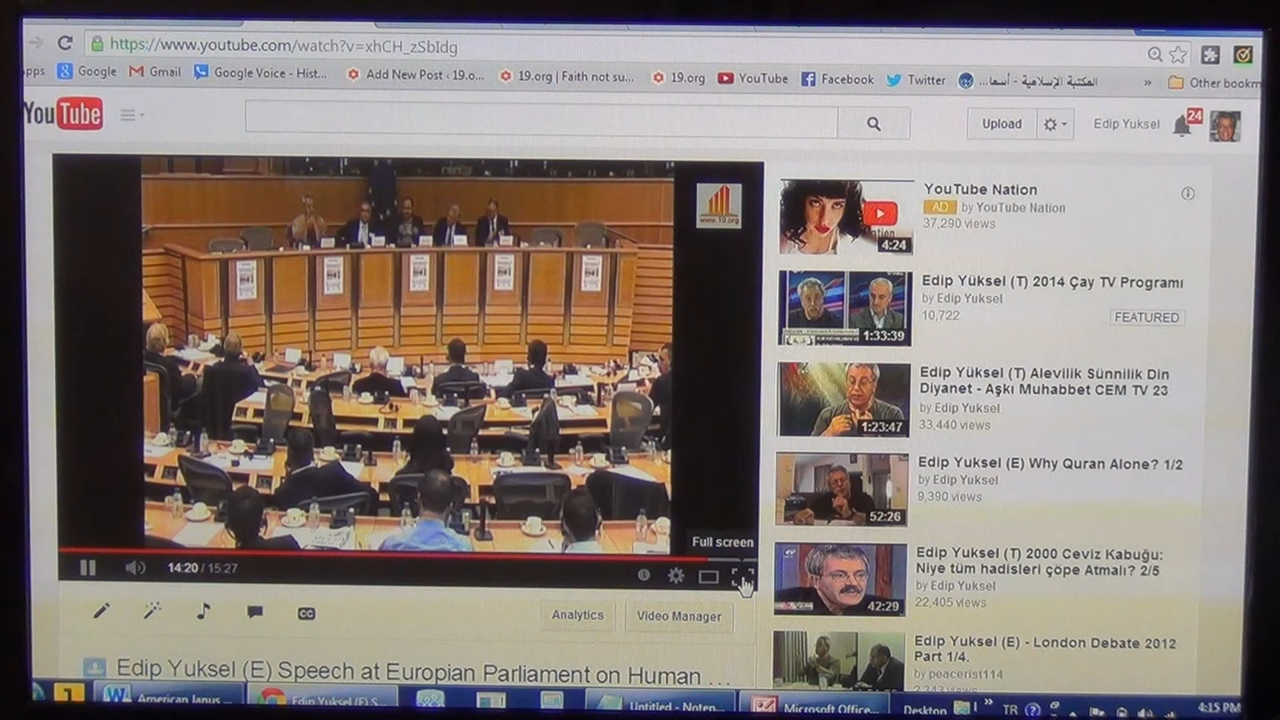 https://www.youtube.com/watch?v=xhCH_zSbIdg
pps
Google
Gmail
Google Voice - Hist...
Add New Post ‹ 19.o...
19.org | Faith not su...
19.org
YouTube
Facebook
Twitter
المكتبة الإسلامية - أسما...
»
Other bookm
YouTube
Upload
Edip Yuksel
24
www.19.org
Full screen
14:20 / 15:27
CC
Analytics
Video Manager
Edip Yuksel (E) Speech at Europian Parliament on Human ...
YouTube Nation
AD by YouTube Nation
37,290 views
4:24
Edip Yüksel (T) 2014 Çay TV Programı
by Edip Yuksel
10,722
FEATURED
1:33:39
Edip Yüksel (T) Alevilik Sünnilik Din
Diyanet - Aşkı Muhabbet CEM TV 23
by Edip Yuksel
33,440 views
1:23:47
Edip Yuksel (E) Why Quran Alone? 1/2
by Edip Yuksel
9,390 views
52:26
Edip Yuksel (T) 2000 Ceviz Kabuğu:
Niye tüm hadisleri çöpe Atmalı? 2/5
by Edip Yuksel
22,405 views
42:29
Edip Yuksel (E) - London Debate 2012
Part 1/4.
by peacerist114
2,243 views
1
American Janus
Edip Yuksel (E) S...
Untitled - Notep...
Microsoft Office...
Desktop
»
TR
4:15 PM